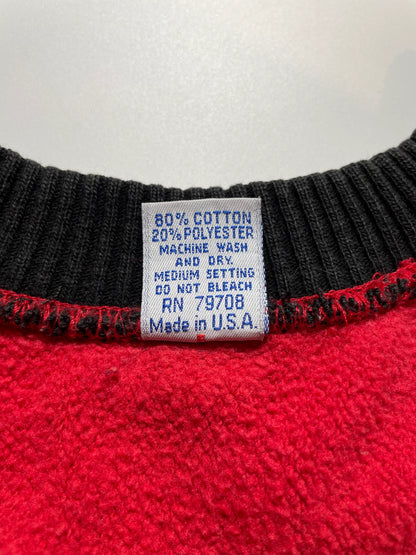 80% COTTON
20% POLYESTER
MACHINE WASH
AND DRY.
MEDIUM SETTING
DO NOT BLEACH
RN 79708
Made in U.S.A.